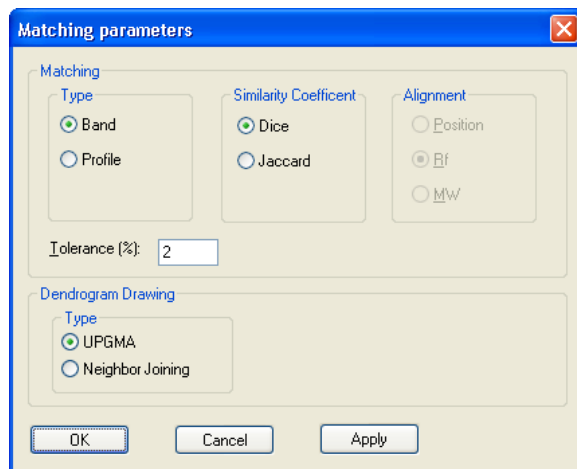 Matching parameters
Matching
Type
Band
Profile
Similarity Coefficent
Dice
Jaccard
Alignment
Position
Rf
MW
Tolerance (%): 2
Dendrogram Drawing
Type
UPGMA
Neighbor Joining
OK Cancel Apply